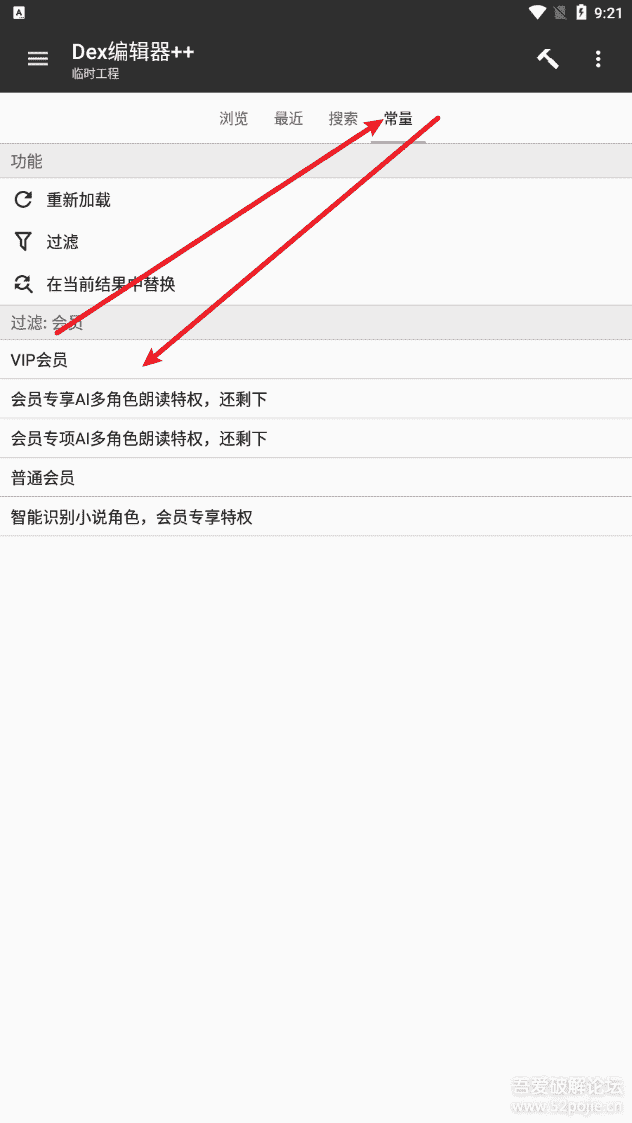 9:21
Dex编辑器++
临时工程
浏览 最近 搜索 常量
功能
重新加载
过滤
在当前结果中替换
过滤: 会员
VIP会员
会员专享AI多角色朗读特权，还剩下
会员专项AI多角色朗读特权，还剩下
普通会员
智能识别小说角色，会员专享特权
吾爱破解论坛
www.52pojie.cn